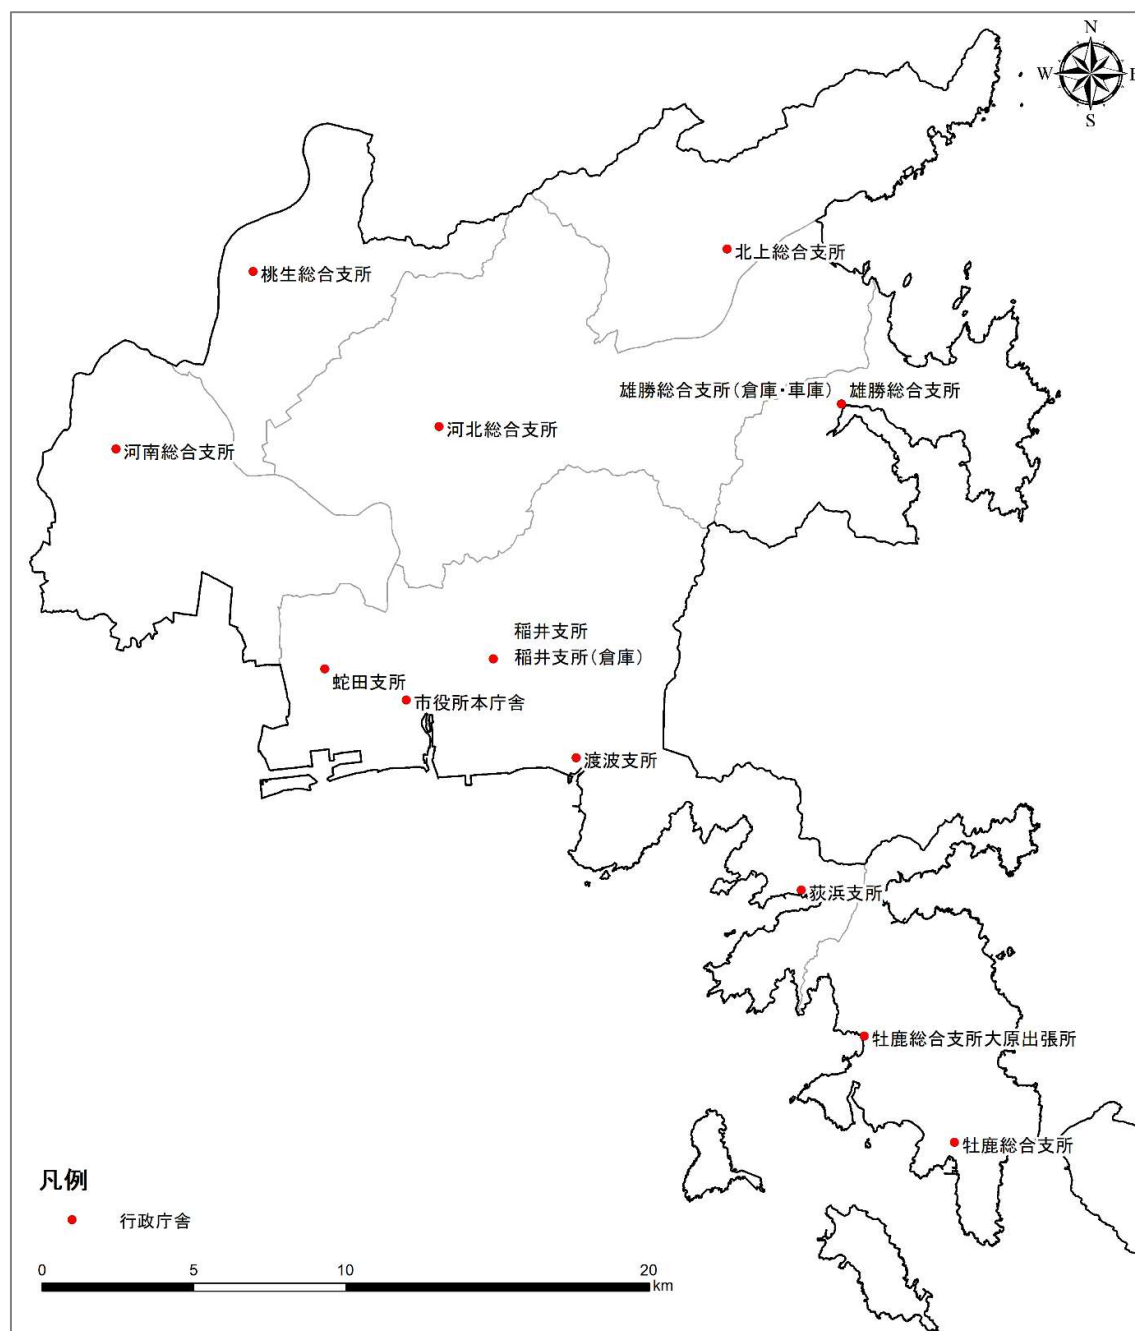 N
W
E
S
北上総合支所
桃生総合支所
雄勝総合支所(倉庫・車庫)
雄勝総合支所
河北総合支所
河南総合支所
稲井支所
稲井支所(倉庫)
蛇田支所
市役所本庁舎
渡波支所
荻浜支所
牡鹿総合支所大原出張所
牡鹿総合支所
凡例
行政庁舎
0 5 10 20
km